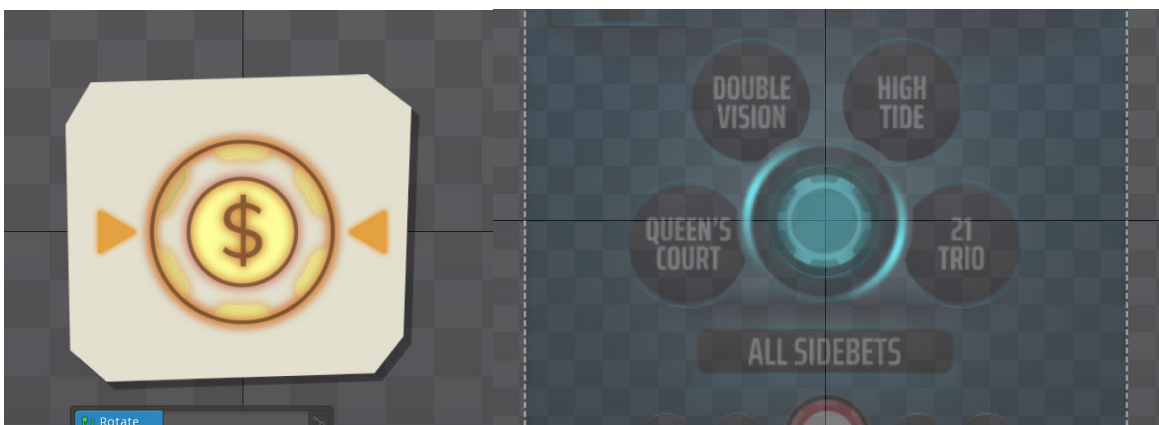 $
Rotate
DOUBLE
VISION
HIGH
TIDE
QUEEN'S
COURT
21
TRIO
ALL SIDEBETS